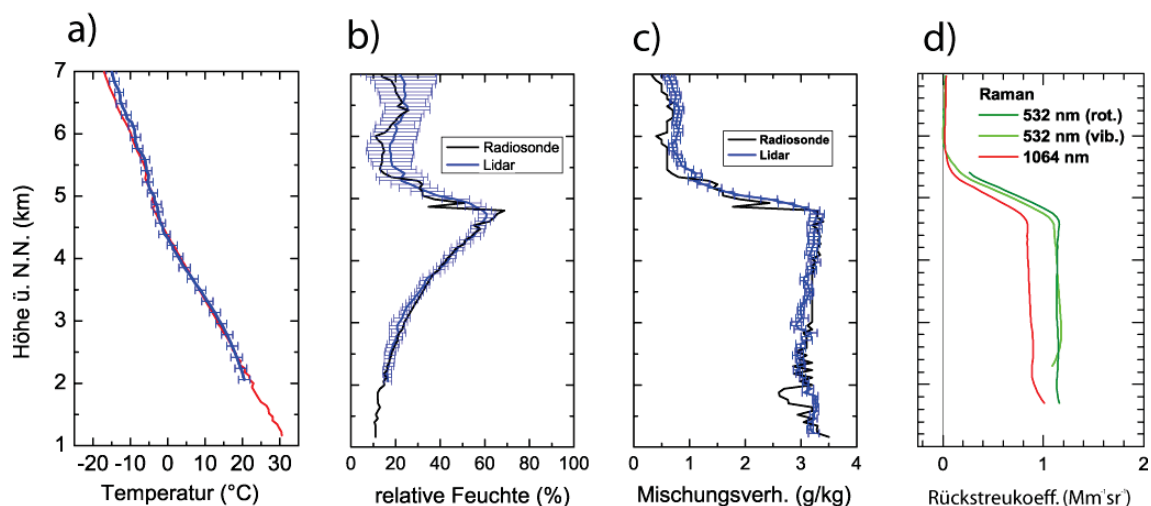 a)
b)
c)
d)
Höhe ü. N.N. (km)
7
6
5
4
3
2
1
-20 -10 0 10 20 30
Temperatur (°C)
Radiosonde
Lidar
0 20 40 60 80 100
relative Feuchte (%)
Radiosonde
Lidar
0 1 2 3 4
Mischungsverh. (g/kg)
Raman
532 nm (rot.)
532 nm (vib.)
1064 nm
0 1 2
Rückstreukoeff. (Mm⁻¹sr⁻¹)